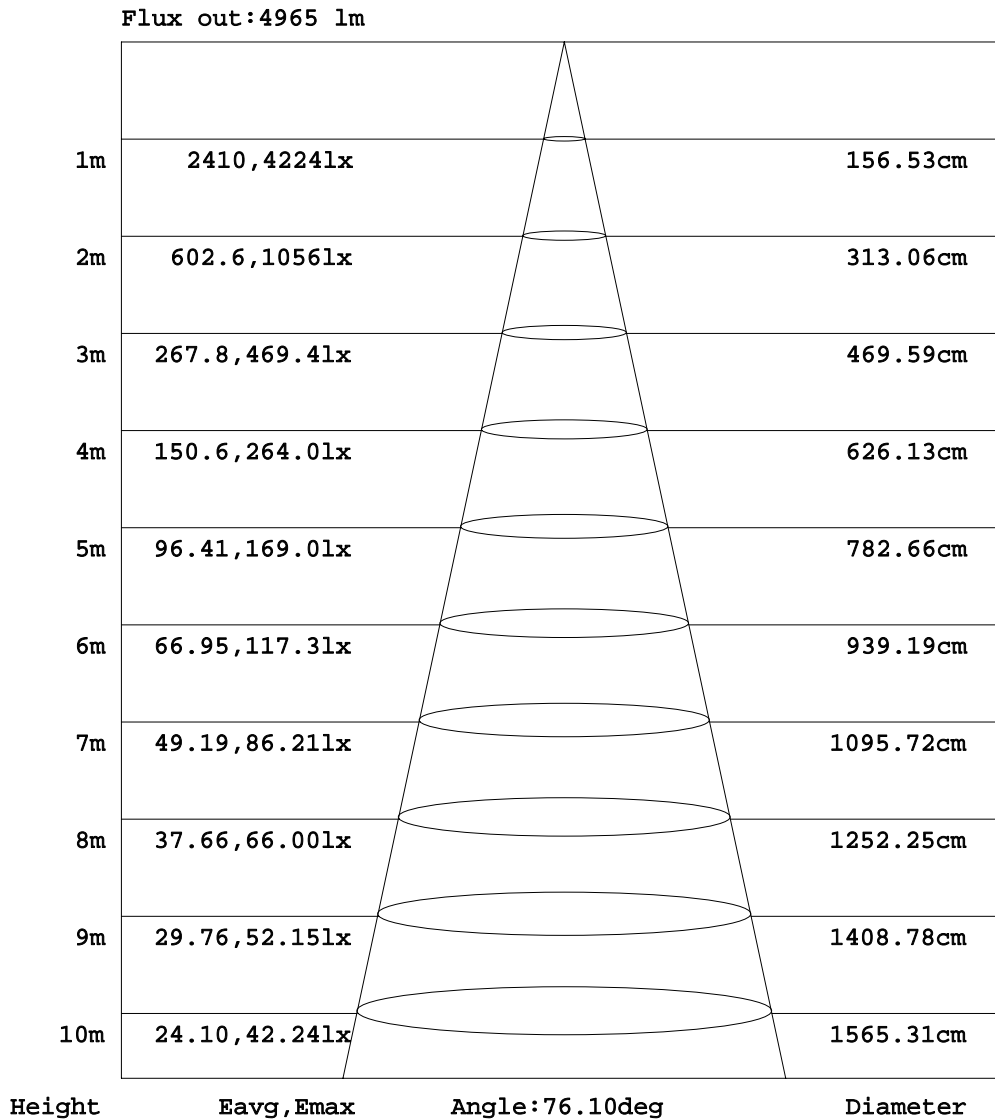 Flux out:4965 lm
1m 2410,4224lx 156.53cm
2m 602.6,1056lx 313.06cm
3m 267.8,469.4lx 469.59cm
4m 150.6,264.0lx 626.13cm
5m 96.41,169.0lx 782.66cm
6m 66.95,117.3lx 939.19cm
7m 49.19,86.21lx 1095.72cm
8m 37.66,66.00lx 1252.25cm
9m 29.76,52.15lx 1408.78cm
10m 24.10,42.24lx 1565.31cm
Height Eavg,Emax Angle:76.10deg Diameter